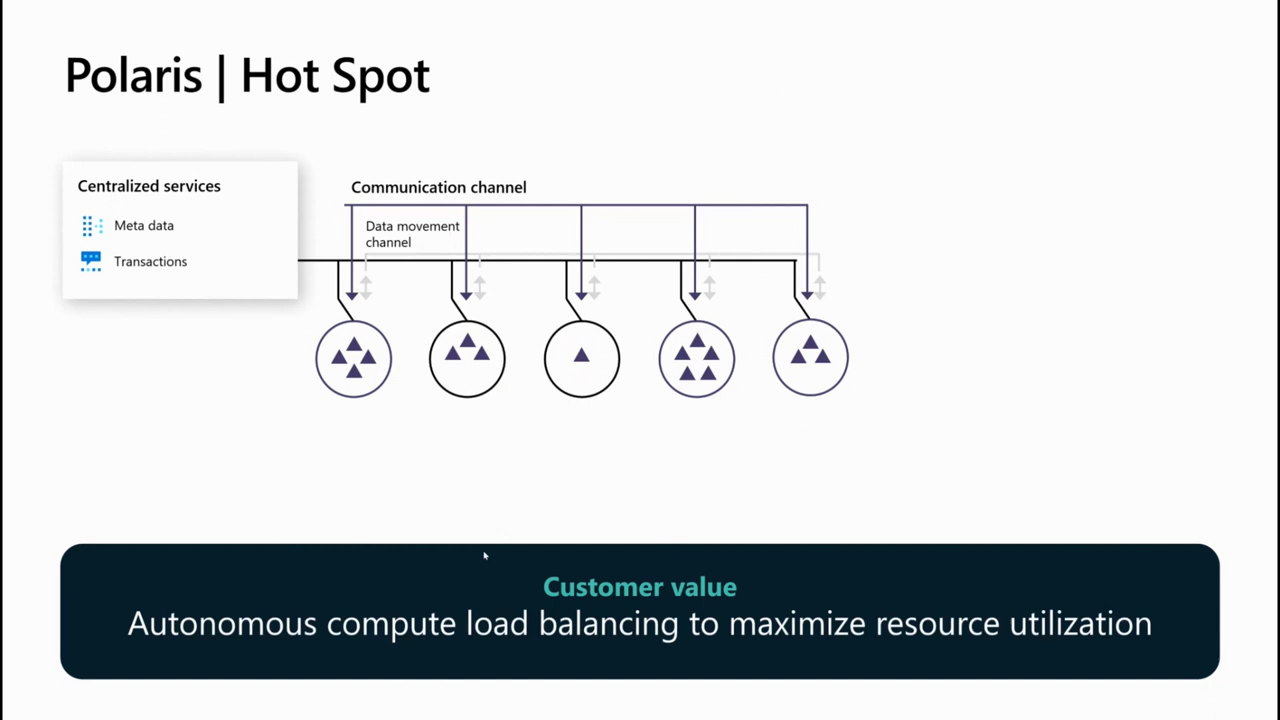 Polaris | Hot Spot
Centralized services
Meta data
Transactions
Communication channel
Data movement
channel
Customer value
Autonomous compute load balancing to maximize resource utilization